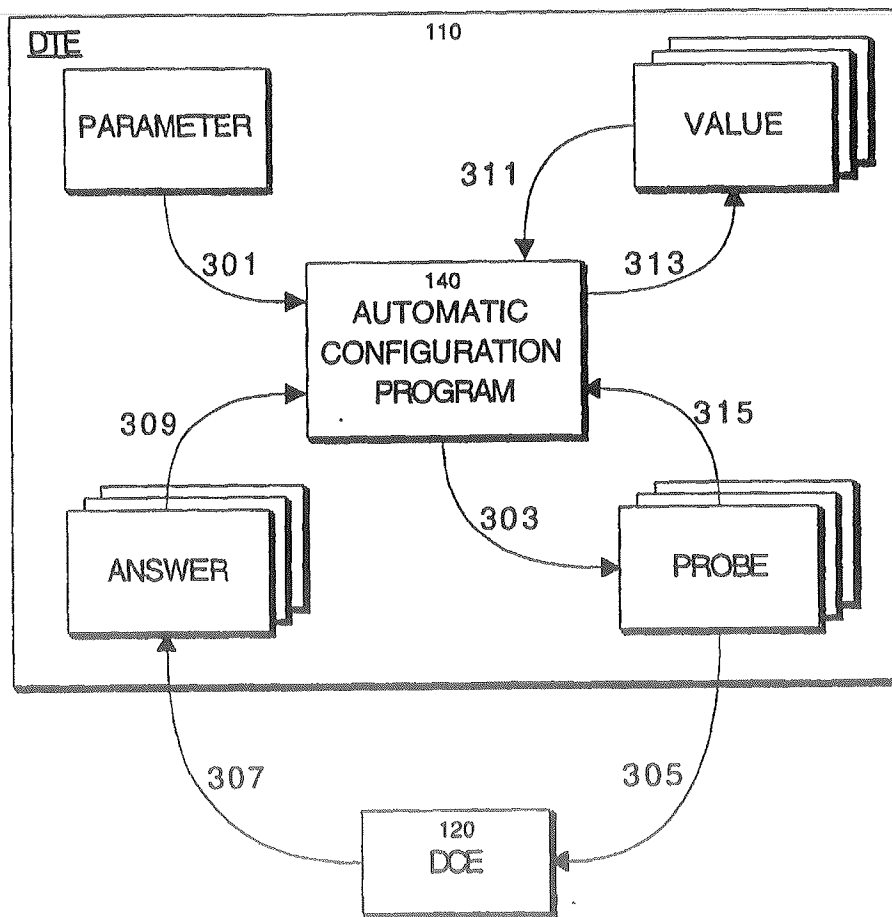 DTE
110
PARAMETER
VALUE
311
301
313
140
AUTOMATIC
CONFIGURATION
PROGRAM
309
315
303
ANSWER
PROBE
307
305
120
DCE